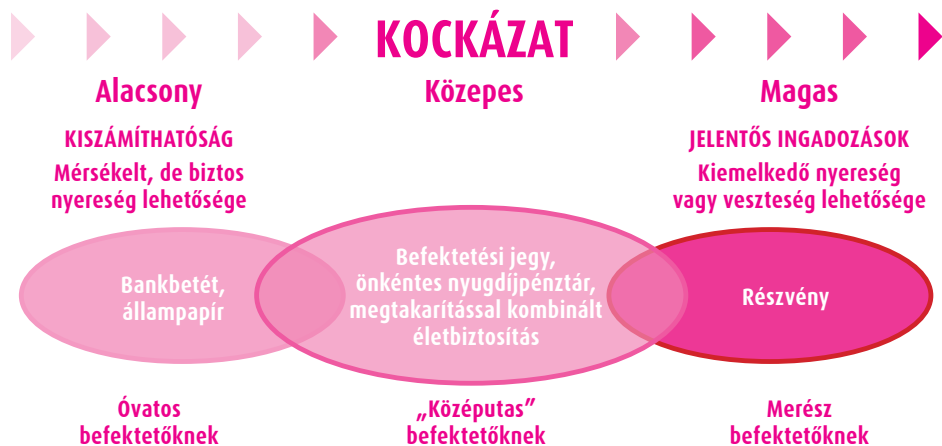 KOCKÁZAT
Alacsony
KISZÁMÍTHATÓSÁG
Mérsékelt, de biztos
nyereség lehetősége
Bankbetét,
állampapír
Óvatos
befektetőknek
Közepes
Befektetési jegy,
önkéntes nyugdíjpénztár,
megtakarítással kombinált
életbiztosítás
„Középutas”
befektetőknek
Magas
JELENTŐS INGADOZÁSOK
Kiemelkedő nyereség
vagy veszteség lehetősége
Részvény
Merész
befektetőknek